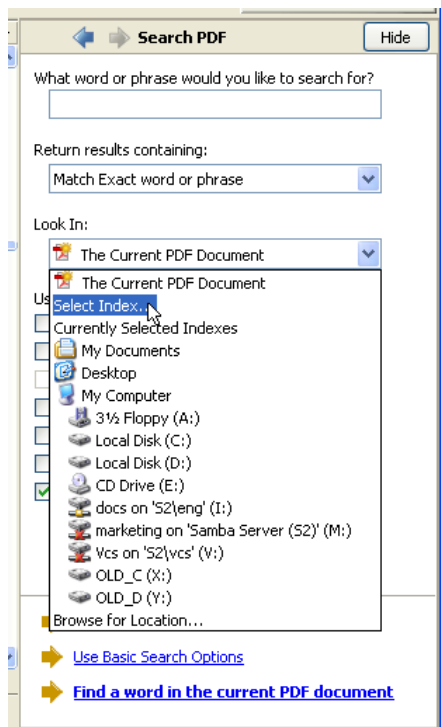 Search PDF
Hide
What word or phrase would you like to search for?
Return results containing:
Match Exact word or phrase
Look In:
The Current PDF Document
The Current PDF Document
Us
Select Index...
Currently Selected Indexes
My Documents
Desktop
My Computer
3½ Floppy (A:)
Local Disk (C:)
Local Disk (D:)
CD Drive (E:)
docs on 'S2\eng' (I:)
marketing on 'Samba Server (S2)' (M:)
Vcs on 'S2\vcs' (V:)
OLD_C (X:)
OLD_D (Y:)
Browse for Location...
Use Basic Search Options
Find a word in the current PDF document